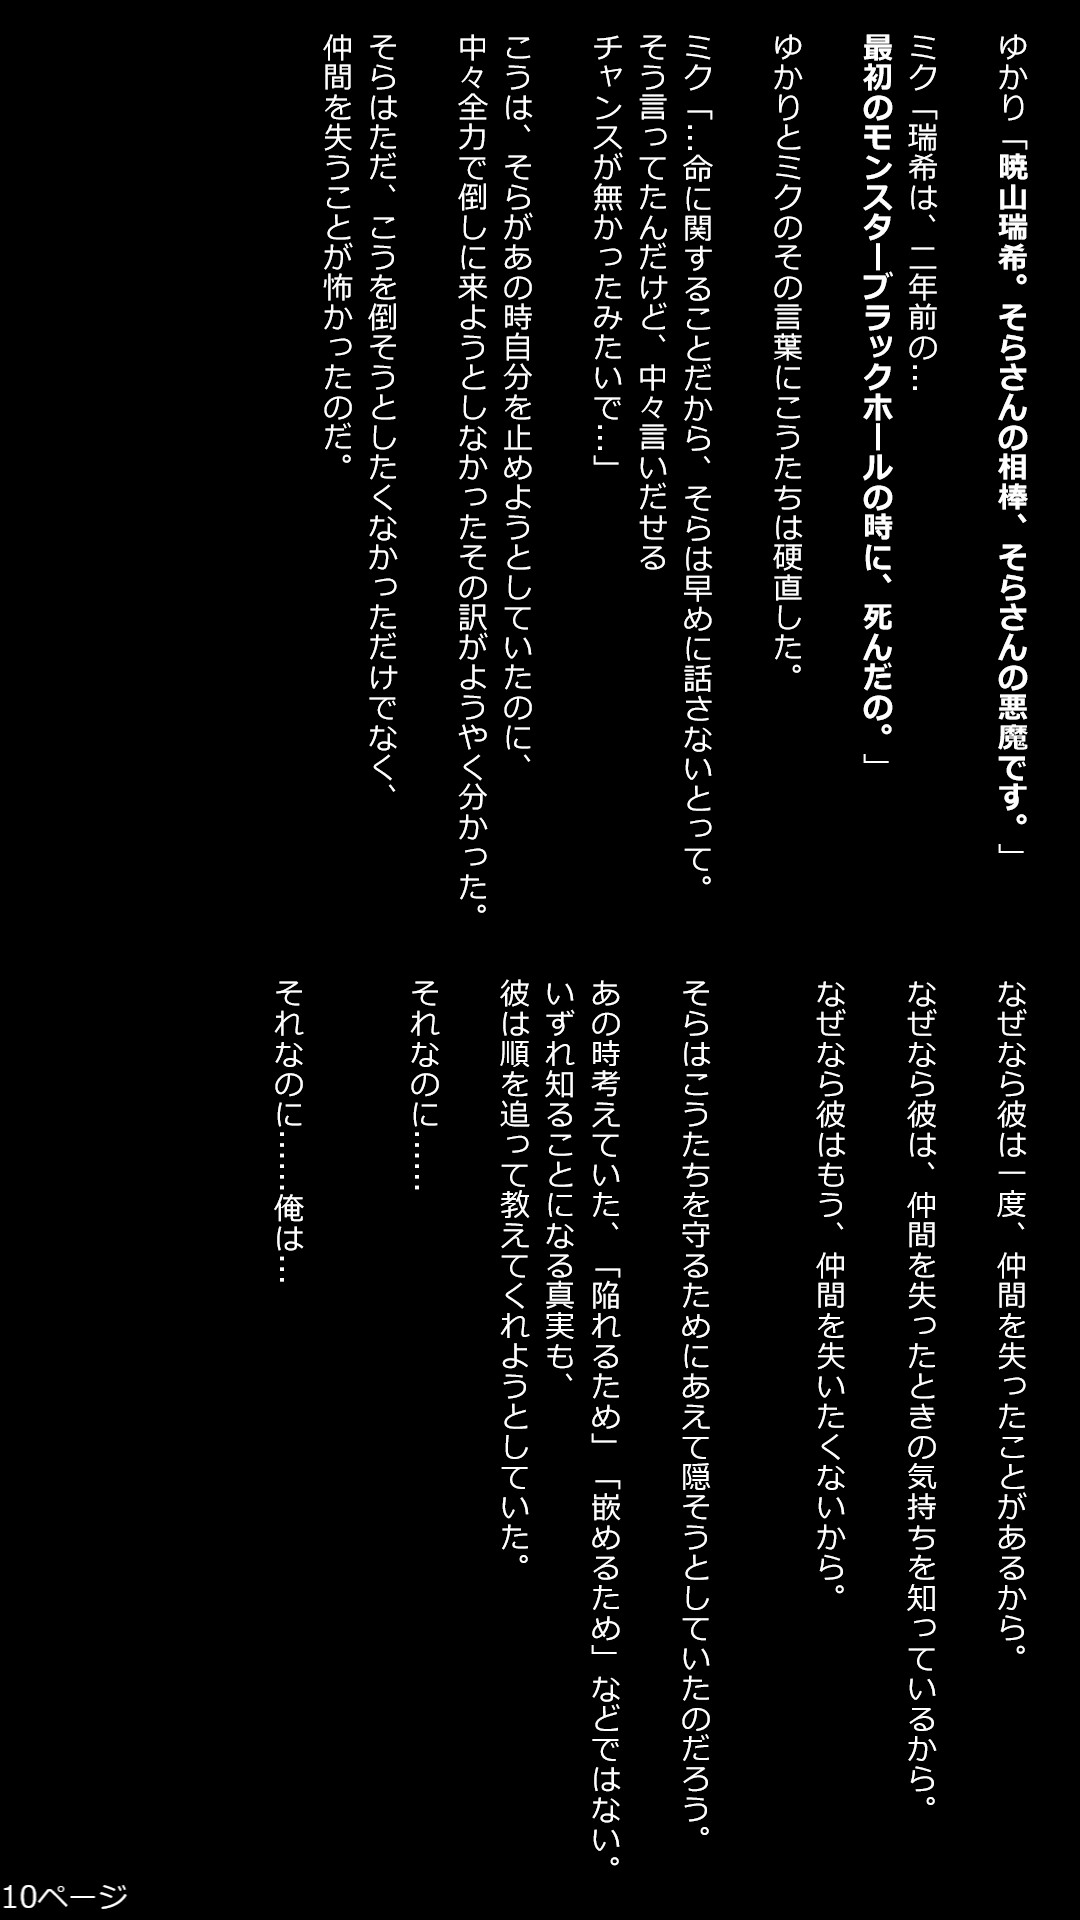 ゆかり「暁山瑞希。そらさんの相棒、そらさんの悪魔です。」
ミク「瑞希は、二年前の…
最初のモンスターブラックホールの時に、死んだの。」
ゆかりとミクのその言葉にこうたちは硬直した。
ミク「…命に関することだから、そらは早めに話さないとって。
そう言ってたんだけど、中々言いだせる
チャンスが無かったみたいで…」
こうは、そらがあの時自分を止めようとしていたのに、
中々全力で倒しに来ようとしなかったその訳がようやく分かった。
そらはただ、こうを倒そうとしたくなかっただけでなく、
仲間を失うことが怖かったのだ。
なぜなら彼は一度、仲間を失ったことがあるから。
なぜなら彼は、仲間を失ったときの気持ちを知っているから。
なぜなら彼はもう、仲間を失いたくないから。
そらはこうたちを守るためにあえて隠そうとしていたのだろう。
あの時考えていた、「陥れるため」「嵌めるため」などではない。
いずれ知ることになる真実も、
彼は順を追って教えてくれようとしていた。
それなのに……
それなのに……俺は…
10ページ